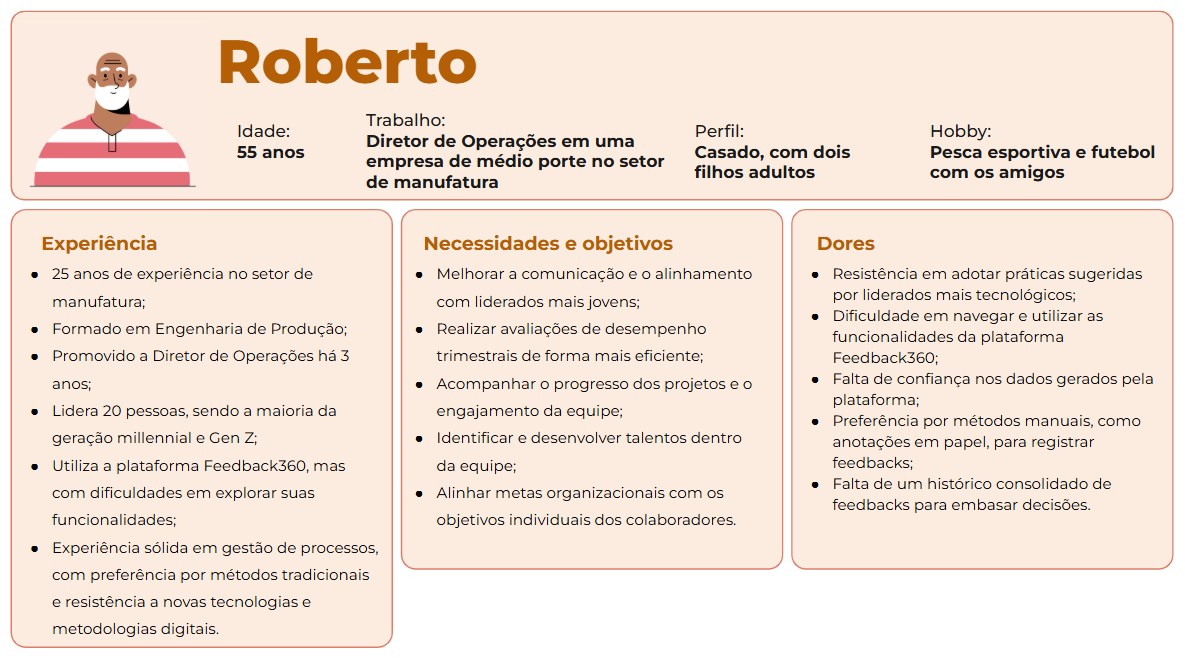 Roberto
Idade:
55 anos
Trabalho:
Diretor de Operações em uma
empresa de médio porte no setor
de manufatura
Perfil:
Casado, com dois
filhos adultos
Hobby:
Pesca esportiva e futebol
com os amigos
Experiência
● 25 anos de experiência no setor de
manufatura;
● Formado em Engenharia de Produção;
● Promovido a Diretor de Operações há 3
anos;
● Lidera 20 pessoas, sendo a maioria da
geração millennial e Gen Z;
● Utiliza a plataforma Feedback360, mas
com dificuldades em explorar suas
funcionalidades;
● Experiência sólida em gestão de processos,
com preferência por métodos tradicionais
e resistência a novas tecnologias e
metodologias digitais.
Necessidades e objetivos
● Melhorar a comunicação e o alinhamento
com liderados mais jovens;
● Realizar avaliações de desempenho
trimestrais de forma mais eficiente;
● Acompanhar o progresso dos projetos e o
engajamento da equipe;
● Identificar e desenvolver talentos dentro
da equipe;
● Alinhar metas organizacionais com os
objetivos individuais dos colaboradores.
Dores
● Resistência em adotar práticas sugeridas
por liderados mais tecnológicos;
● Dificuldade em navegar e utilizar as
funcionalidades da plataforma
Feedback360;
● Falta de confiança nos dados gerados pela
plataforma;
● Preferência por métodos manuais, como
anotações em papel, para registrar
feedbacks;
● Falta de um histórico consolidado de
feedbacks para embasar decisões.